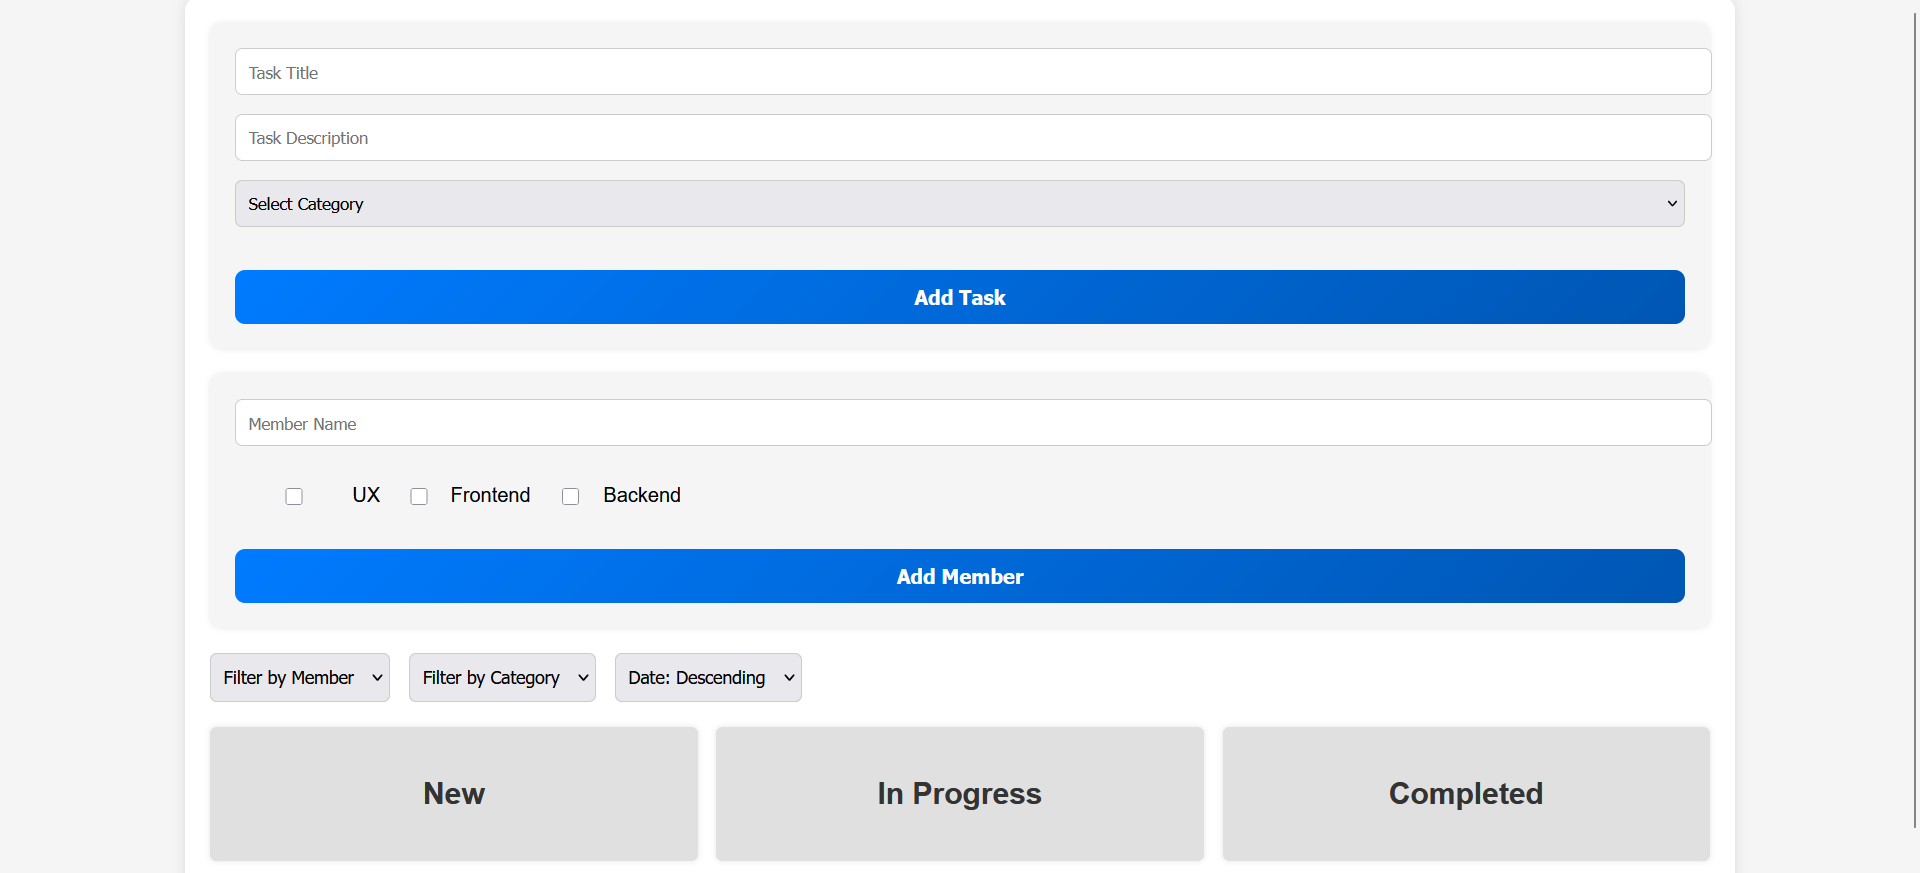 Task Title
Task Description
Select Category
Add Task
Member Name
UX Frontend Backend
Add Member
Filter by Member Filter by Category Date: Descending
New In Progress Completed